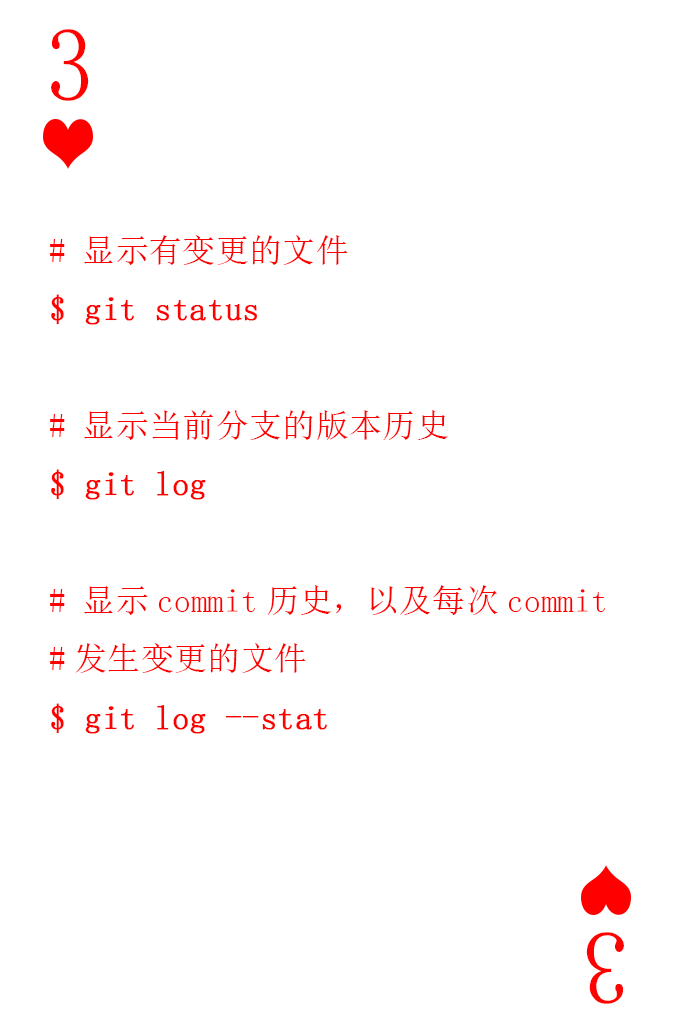 3
# 显示有变更的文件
$ git status
# 显示当前分支的版本历史
$ git log
# 显示 commit 历史，以及每次 commit
# 发生变更的文件
$ git log --stat
3